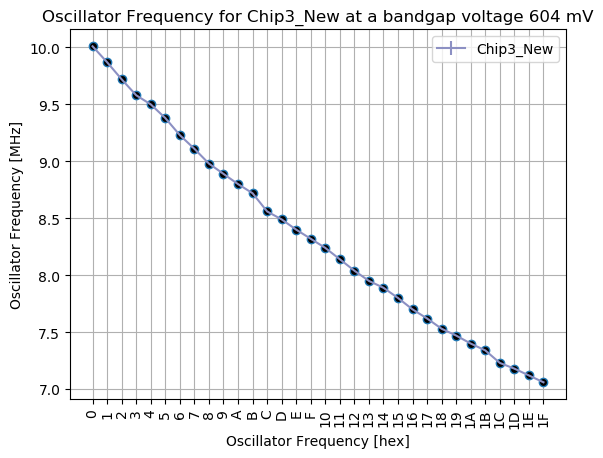 Oscillator Frequency for Chip3_New at a bandgap voltage 604 mV
Chip3_New
Oscillator Frequency [MHz]
10.0
9.5
9.0
8.5
8.0
7.5
7.0
0 1 2 3 4 5 6 7 8 9 A B C D E F 10 11 12 13 14 15 16 17 18 19 1A 1B 1C 1D 1E 1F
Oscillator Frequency [hex]